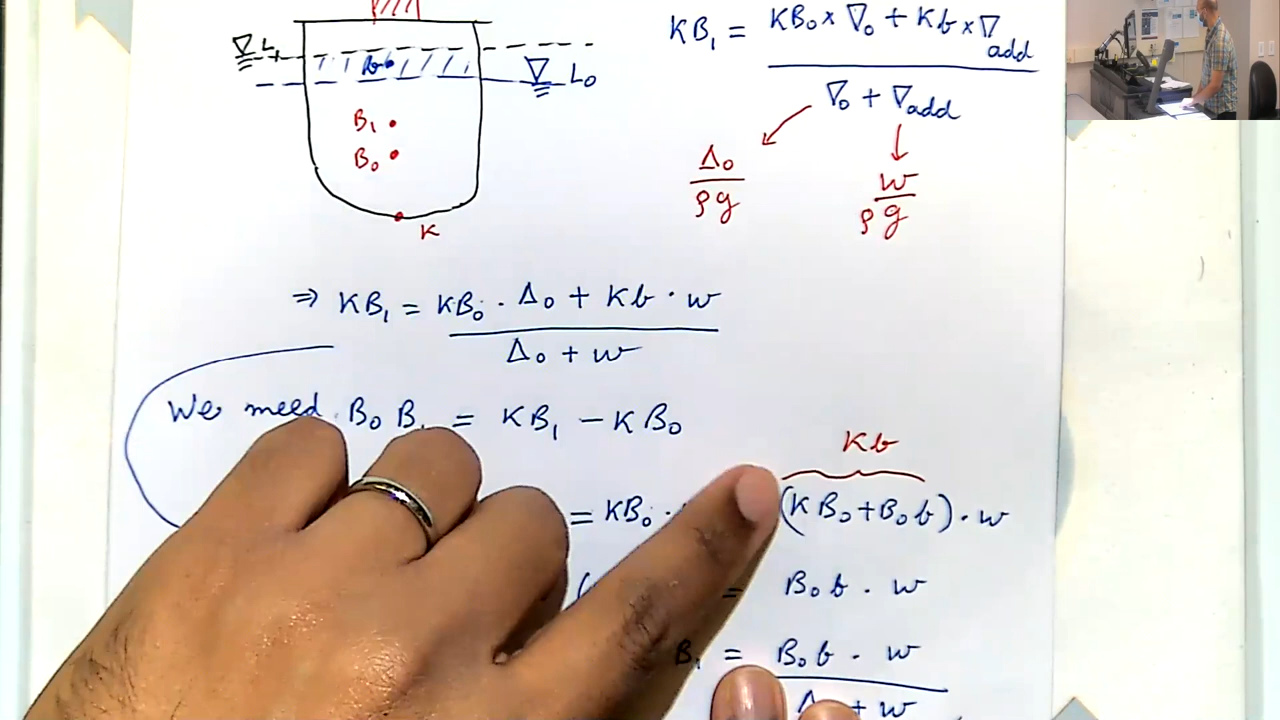 L₁
b
L₀
B₁
B₀
K
KB₁ = KB₀ × ∇₀ + Kb × ∇add
∇₀ + ∇add
Δ₀
ρg
w
ρg
⇒ KB₁ = KB₀ · Δ₀ + Kb · w
Δ₀ + w
We need B₀B₁ = KB₁ − KB₀
Kb
= KB₀ · (KB₀ + B₀b) · w
( = B₀b · w
B₁ = B₀b · w
Δ + w